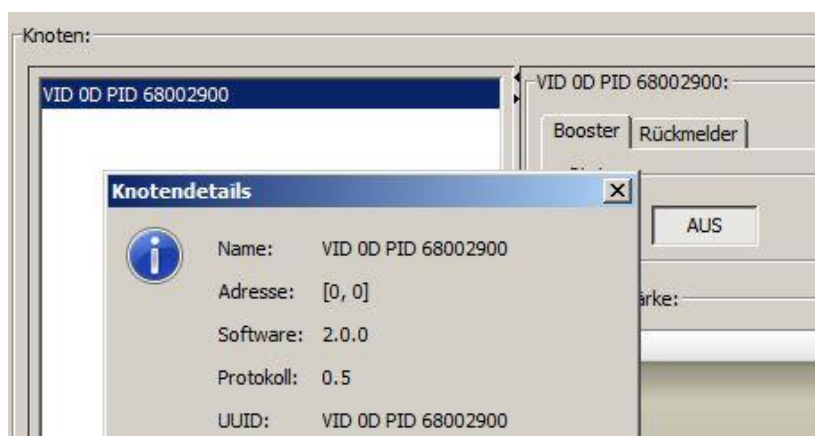 Knoten:
VID 0D PID 68002900
VID 0D PID 68002900:
Booster Rückmelder
Knotendetails
AUS
Name: VID 0D PID 68002900
Adresse: [0, 0]
ärke:
Software: 2.0.0
Protokoll: 0.5
UUID: VID 0D PID 68002900